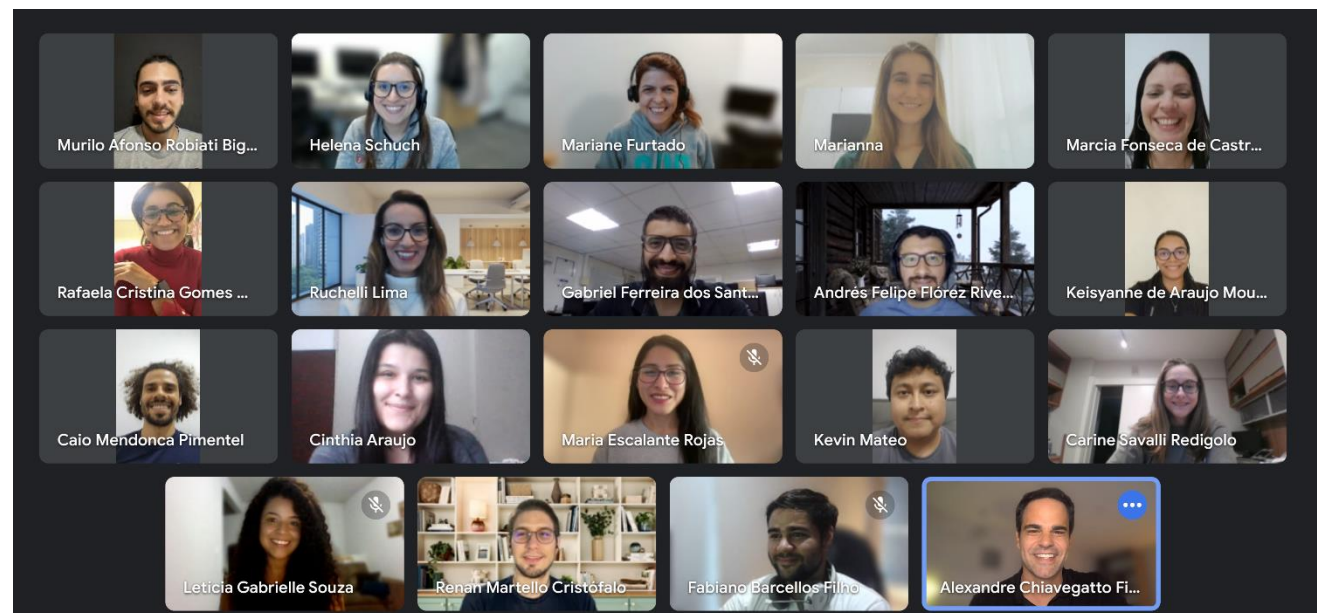 Murilo Afonso Robiati Big...
Helena Schuch
Mariane Furtado
Marianna
Marcia Fonseca de Castr...
Rafaela Cristina Gomes ...
Ruchelli Lima
Gabriel Ferreira dos Sant...
Andrés Felipe Flórez Rive...
Keisyanne de Araujo Mou...
Caio Mendonca Pimentel
Cinthia Araujo
Maria Escalante Rojas
Kevin Mateo
Carine Savalli Redigolo
Leticia Gabrielle Souza
Renan Martello Cristófalo
Fabiano Barcellos Filho
Alexandre Chiavegatto Fi...